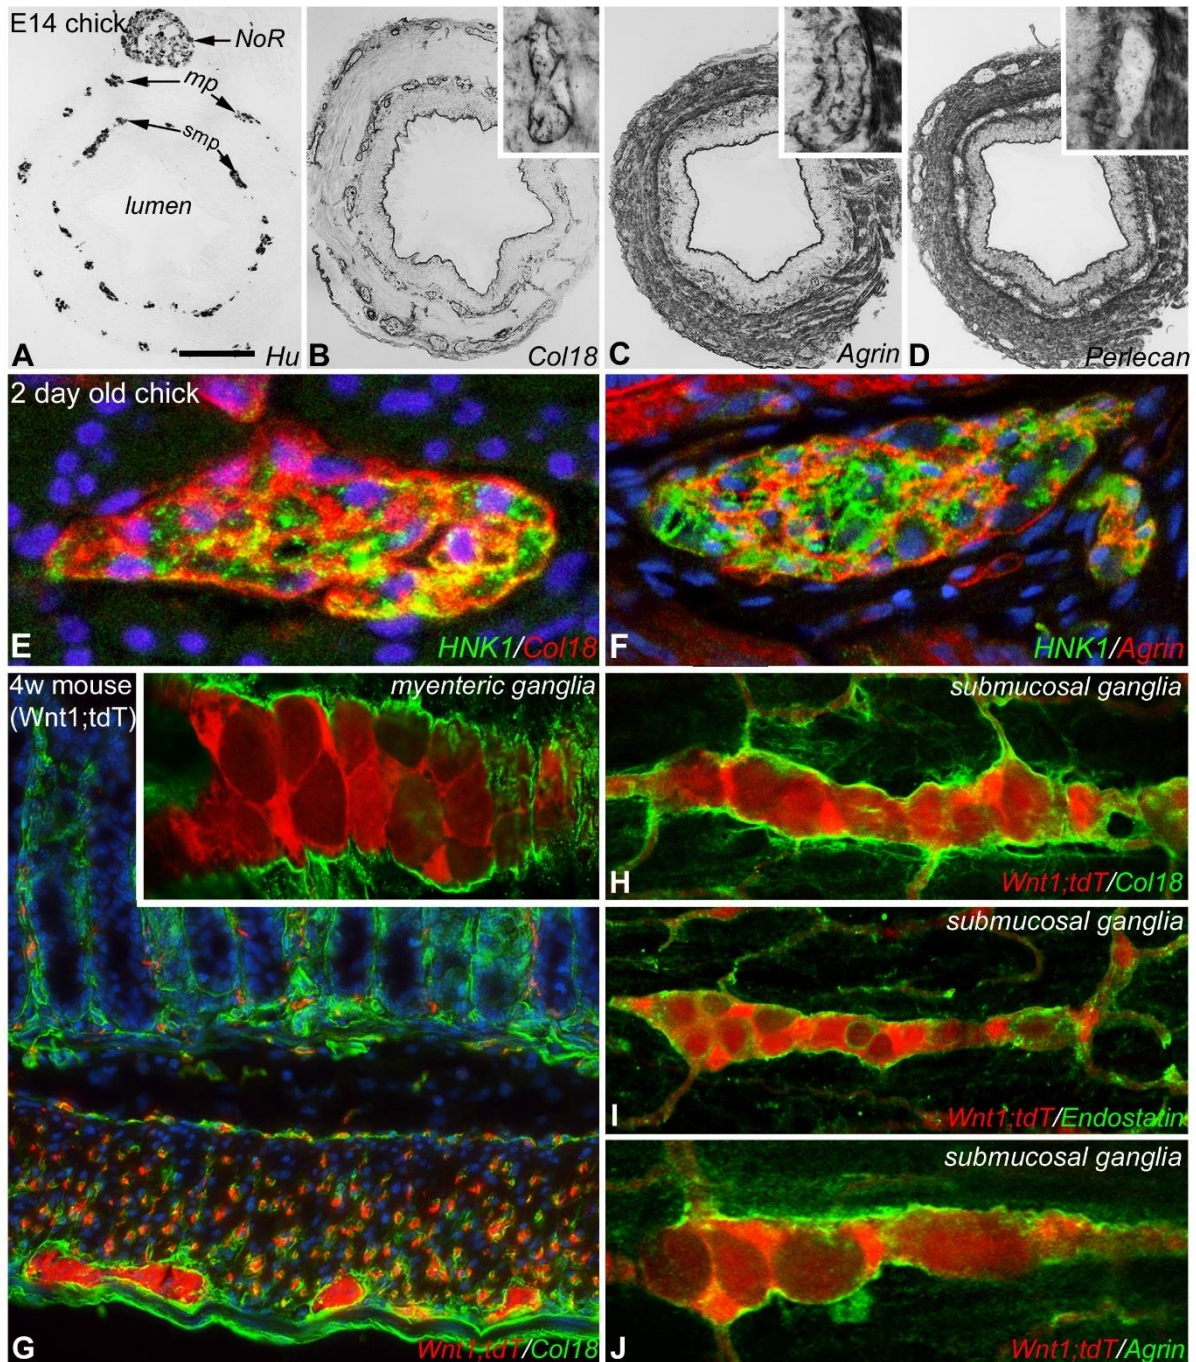 E14 chick
NoR
mp
smp
lumen
A
Hu
B
Col18
C
Agrin
D
Perlecan
2 day old chick
E
HNK1/Col18
F
HNK1/Agrin
4w mouse
(Wnt1;tdT)
myenteric ganglia
G
Wnt1;tdT/Col18
submucosal ganglia
H
Wnt1;tdT/Col18
submucosal ganglia
I
Wnt1;tdT/Endostatin
submucosal ganglia
J
Wnt1;tdT/Agrin